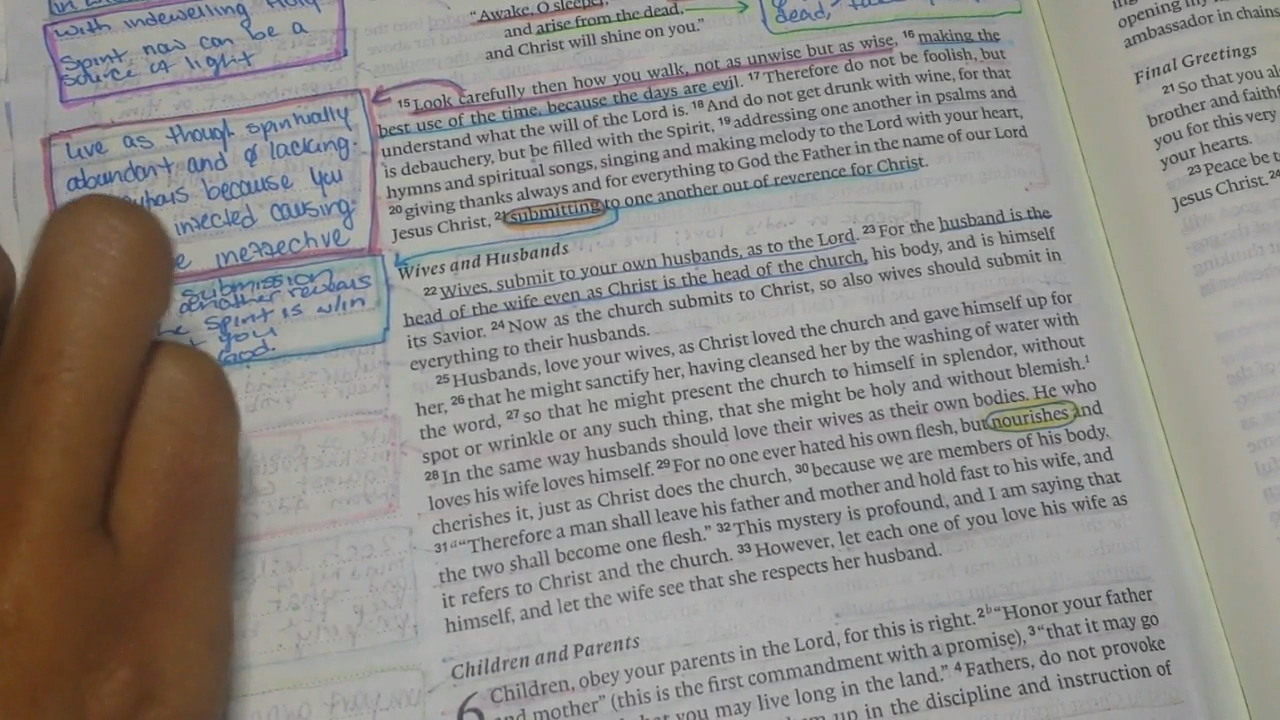 with indwelling Holy
Spirit now can be a
source of light
live as though spiritually
abundant and ∮ lacking.
because you
causing
submission
another
Spirit is w/in
you
God.
"Awake, O sleeper,
and arise from the dead,
and Christ will shine on you."
dead,
15 Look carefully then how you walk, not as unwise but as wise, 16 making the
best use of the time, because the days are evil. 17 Therefore do not be foolish, but
understand what the will of the Lord is. 18 And do not get drunk with wine, for that
is debauchery, but be filled with the Spirit, 19 addressing one another in psalms and
hymns and spiritual songs, singing and making melody to the Lord with your heart,
20 giving thanks always and for everything to God the Father in the name of our Lord
Jesus Christ, 21 submitting to one another out of reverence for Christ.
Wives and Husbands
22 Wives, submit to your own husbands, as to the Lord. 23 For the husband is the
head of the wife even as Christ is the head of the church, his body, and is himself
its Savior. 24 Now as the church submits to Christ, so also wives should submit in
everything to their husbands.
25 Husbands, love your wives, as Christ loved the church and gave himself up for
her, 26 that he might sanctify her, having cleansed her by the washing of water with
the word, 27 so that he might present the church to himself in splendor, without
spot or wrinkle or any such thing, that she might be holy and without blemish.1
28 In the same way husbands should love their wives as their own bodies. He who
loves his wife loves himself. 29 For no one ever hated his own flesh, but nourishes and
cherishes it, just as Christ does the church, 30 because we are members of his body.
31 a "Therefore a man shall leave his father and mother and hold fast to his wife, and
the two shall become one flesh." 32 This mystery is profound, and I am saying that
it refers to Christ and the church. 33 However, let each one of you love his wife as
himself, and let the wife see that she respects her husband.
Children and Parents
6 Children, obey your parents in the Lord, for this is right. 2 b "Honor your father
and mother" (this is the first commandment with a promise), 3 "that it may go
you may live long in the land." 4 Fathers, do not provoke
up in the discipline and instruction of
opening my
ambassador in chains
Final Greetings
21 So that you al
brother and faithf
you for this very
your hearts.
23 Peace be t
Jesus Christ. 24